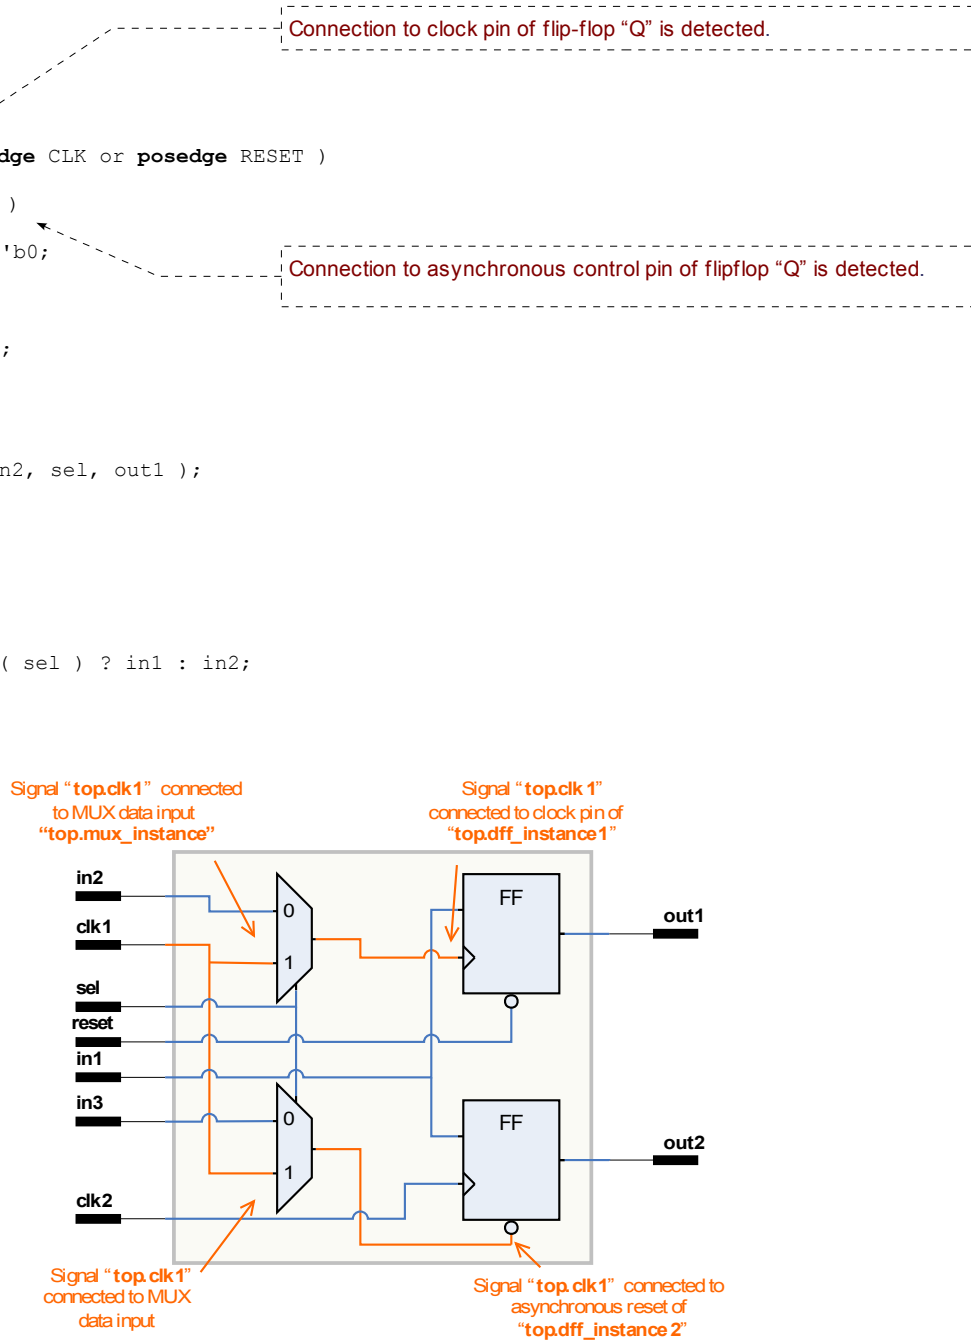 Connection to clock pin of flip-flop “Q” is detected.
dge CLK or posedge RESET )
)
'b0;
Connection to asynchronous control pin of flipflop “Q” is detected.
;
n2, sel, out1 );
( sel ) ? in1 : in2;
Signal “top.clk1” connected
to MUX data input
“top.mux_instance”
Signal “top.clk 1”
connected to clock pin of
“top.dff_instance1”
in2
clk1
sel
reset
in1
in3
clk2
0
1
0
1
FF
FF
out1
out2
Signal “top.clk1”
connected to MUX
data input
Signal “top.clk1” connected to
asynchronous reset of
“top.dff_instance 2”